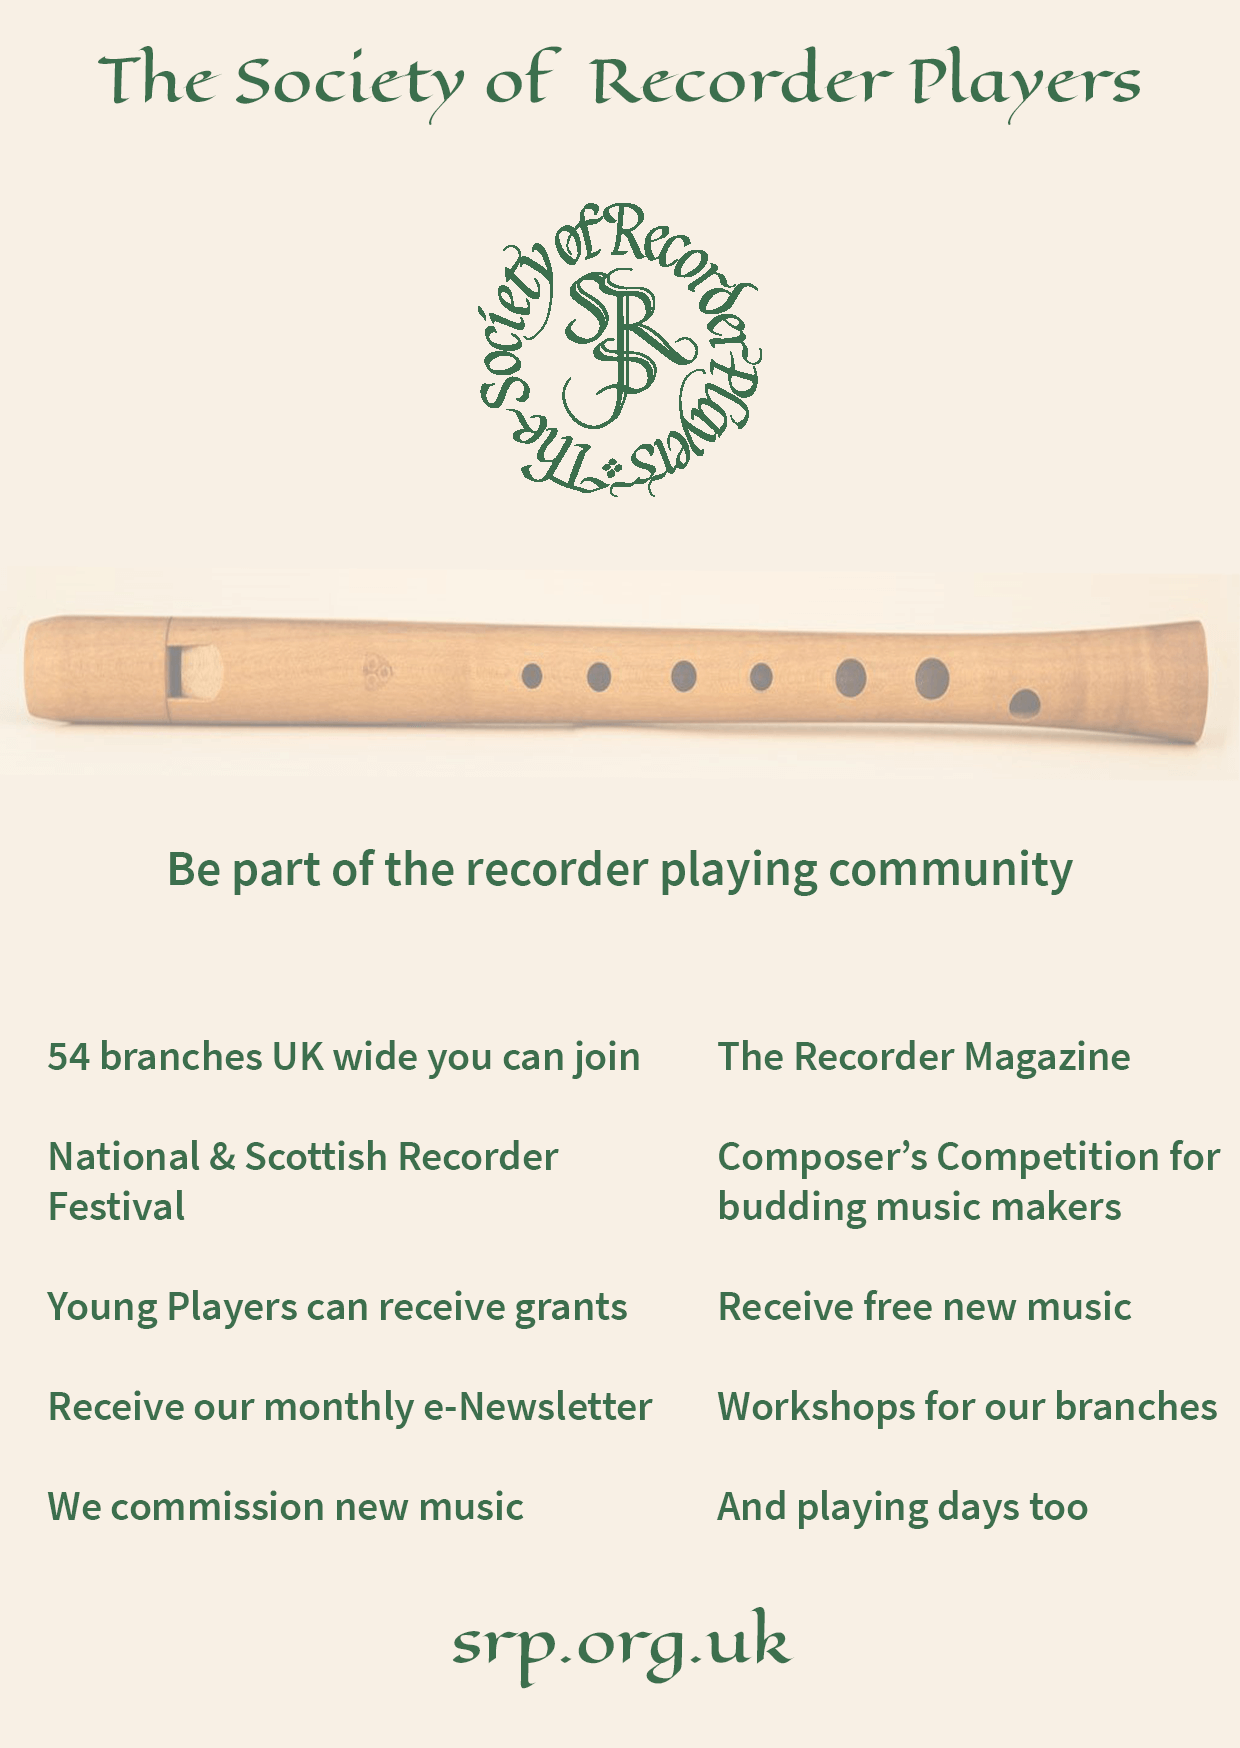 The Society of Recorder Players
The Society of Recorder Players
SRP
Be part of the recorder playing community
54 branches UK wide you can join
National & Scottish Recorder
Festival
Young Players can receive grants
Receive our monthly e-Newsletter
We commission new music
The Recorder Magazine
Composer’s Competition for
budding music makers
Receive free new music
Workshops for our branches
And playing days too
srp.org.uk